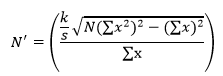 N′ = ( k/s √N(∑x²)² − (∑x)² / ∑x )